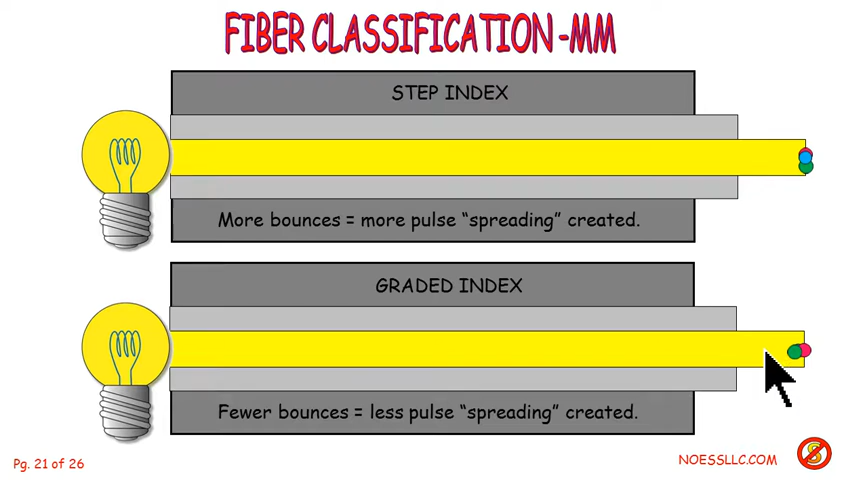 FIBER CLASSIFICATION -MM
STEP INDEX
More bounces = more pulse “spreading” created.
GRADED INDEX
Fewer bounces = less pulse “spreading” created.
Pg. 21 of 26
NOESSLLC.COM
S